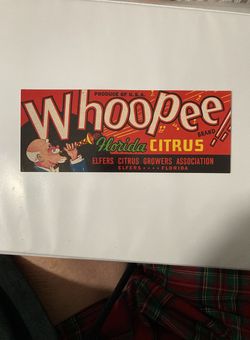 PRODUCE OF U.S.A.
Whoopee!
BRAND
Florida CITRUS
ELFERS CITRUS GROWERS ASSOCIATION
ELFERS •••• FLORIDA